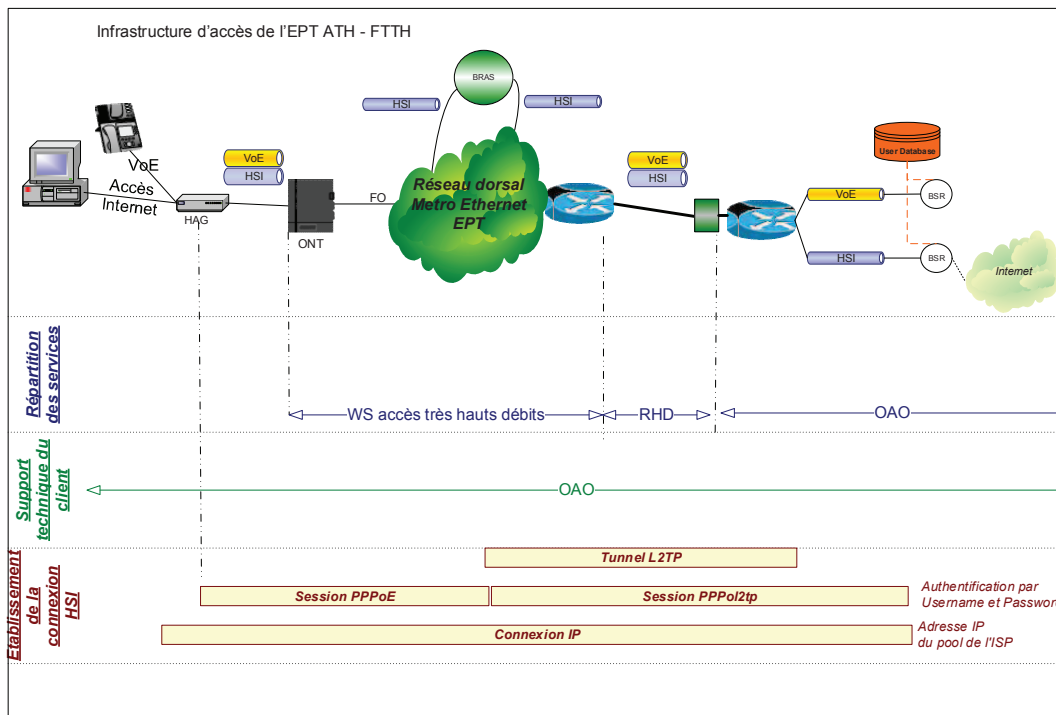 Infrastructure d'accès de l'EPT ATH - FTTH
BRAS
HSI
HSI
VoE
Accès
Internet
HAG
VoE
HSI
ONT
FO
Réseau dorsal
Metro Ethernet
EPT
VoE
HSI
User Database
VoE
BSR
HSI
BSR
Internet
Répartition
des services
WS accès très hauts débits
RHD
OAO
Support
technique du
client
OAO
Etablissement
de la
connexion
HSI
Tunnel L2TP
Session PPPoE
Session PPPol2tp
Authentification par
Username et Password
Connexion IP
Adresse IP
du pool de l'ISP